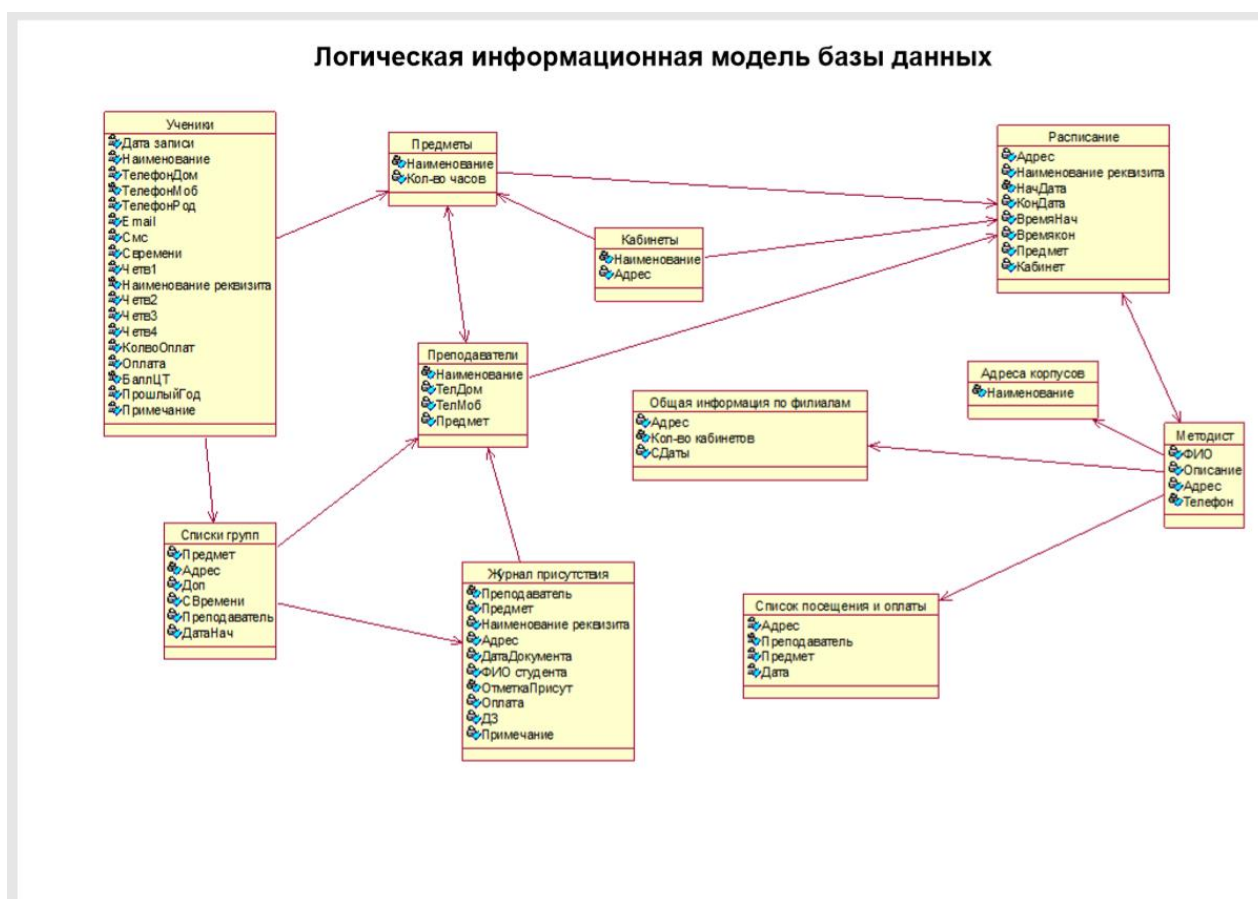 Логическая информационная модель базы данных
Ученики
Дата записи
Наименование
ТелефонДом
ТелефонМоб
ТелефонРод
Email
Смс
Свремени
Четв1
Наименование реквизита
Четв2
Четв3
Четв4
КолвоОплат
Оплата
БаллЦТ
ПрошлыйГод
Примечание
Предметы
Наименование
Кол-во часов
Кабинеты
Наименование
Адрес
Расписание
Адрес
Наименование реквизита
НачДата
КонДата
ВремяНач
Времякон
Предмет
Кабинет
Преподаватели
Наименование
ТелДом
ТелМоб
Предмет
Общая информация по филиалам
Адрес
Кол-во кабинетов
СДаты
Адреса корпусов
Наименование
Методист
ФИО
Описание
Адрес
Телефон
Списки групп
Предмет
Адрес
Доп
СВремени
Преподаватель
ДатаНач
Журнал присутствия
Преподаватель
Предмет
Наименование реквизита
Адрес
ДатаДокумента
ФИО студента
ОтметкаПрисут
Оплата
ДЗ
Примечание
Список посещения и оплаты
Адрес
Преподаватель
Предмет
Дата